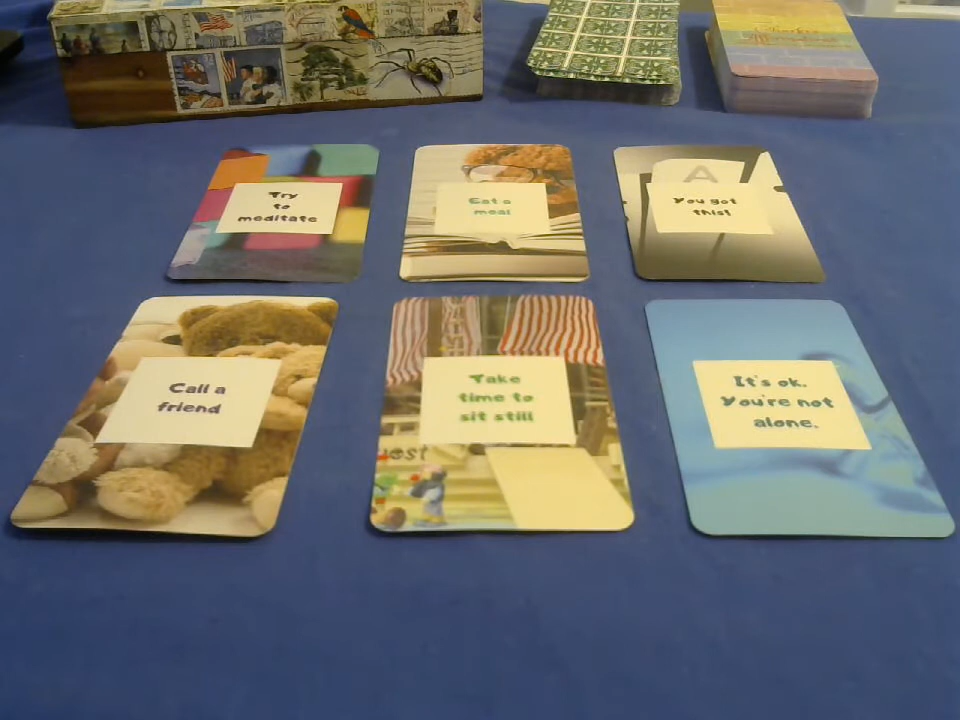 Try
to
meditate
Eat a
meal
A
You got
this!
Call a
friend
Take
time to
sit still
uest
It's ok.
You're not
alone.